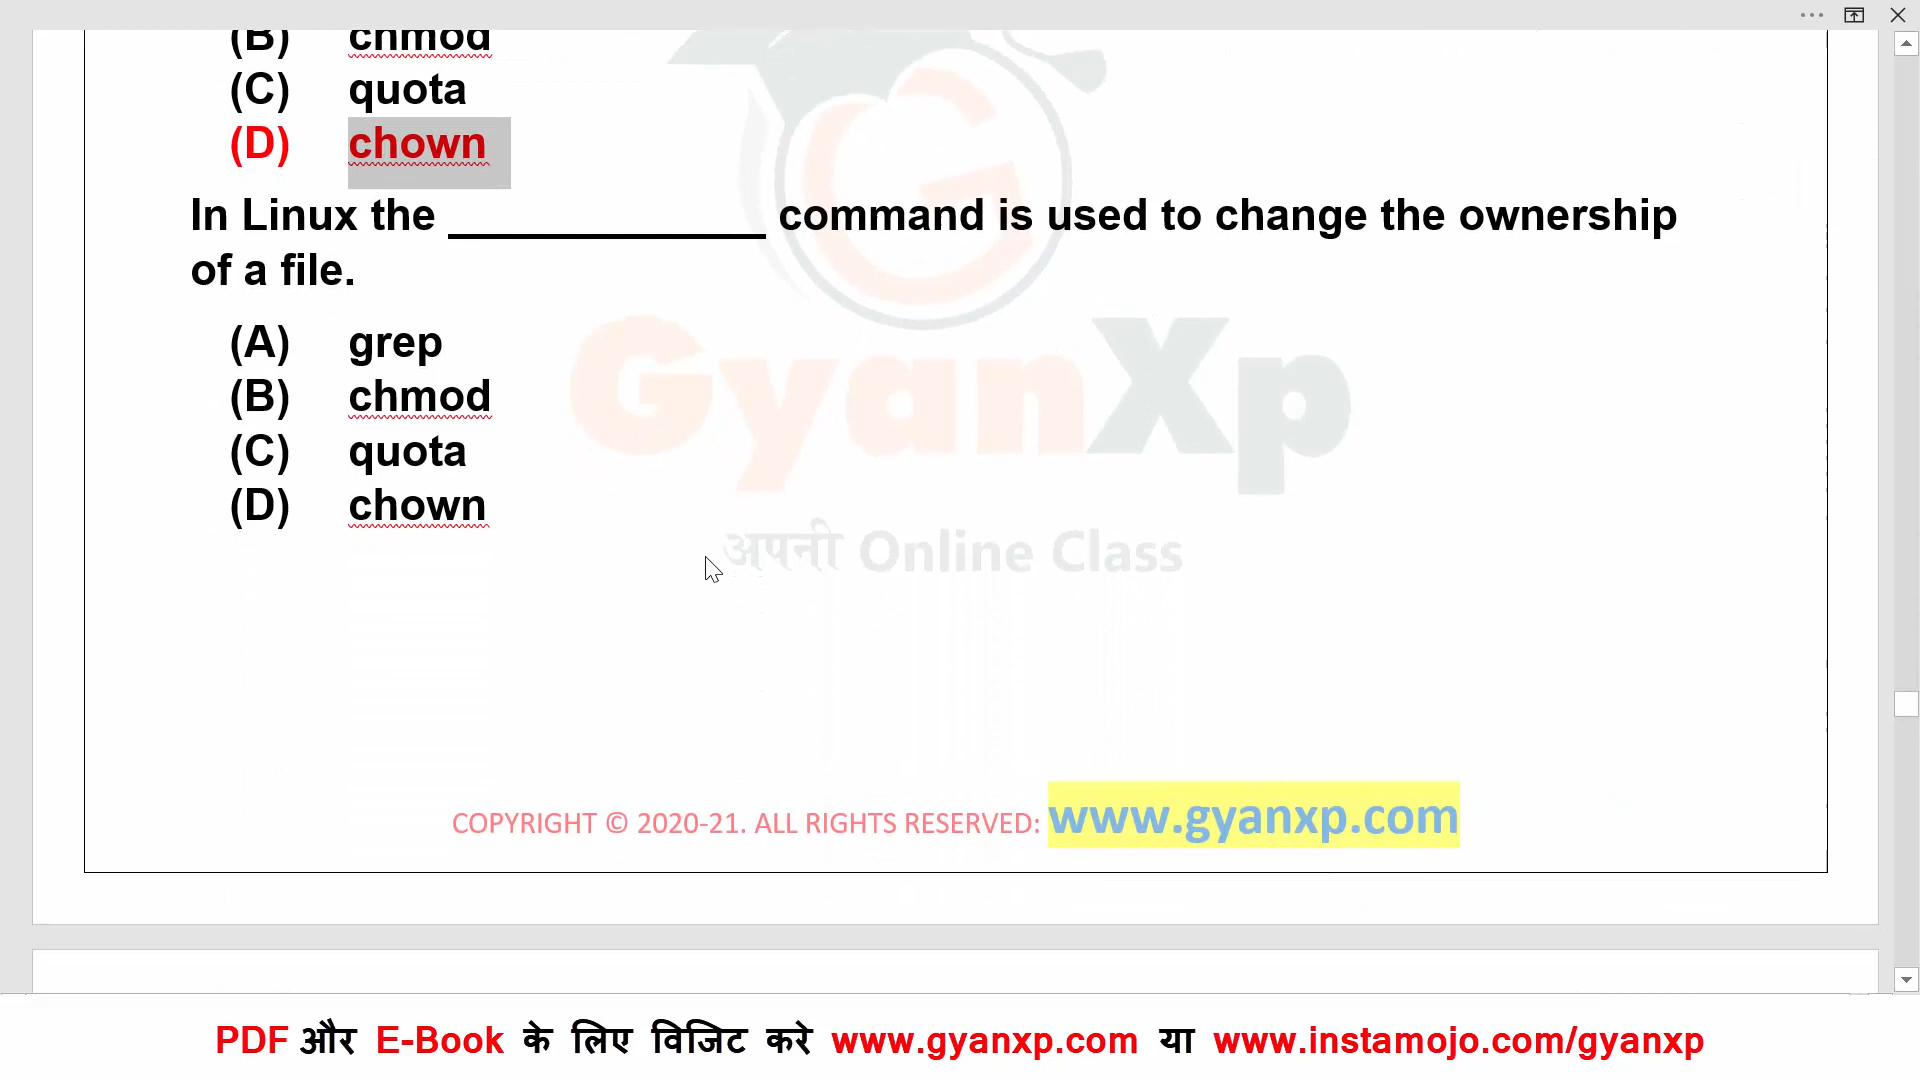 (B) chmod
(C) quota
(D) chown
In Linux the ______________ command is used to change the ownership
of a file.
(A) grep
(B) chmod
(C) quota
(D) chown
GyanXp
अपनी Online Class
COPYRIGHT © 2020-21. ALL RIGHTS RESERVED: www.gyanxp.com
PDF और E-Book के लिए विजिट करे www.gyanxp.com या www.instamojo.com/gyanxp